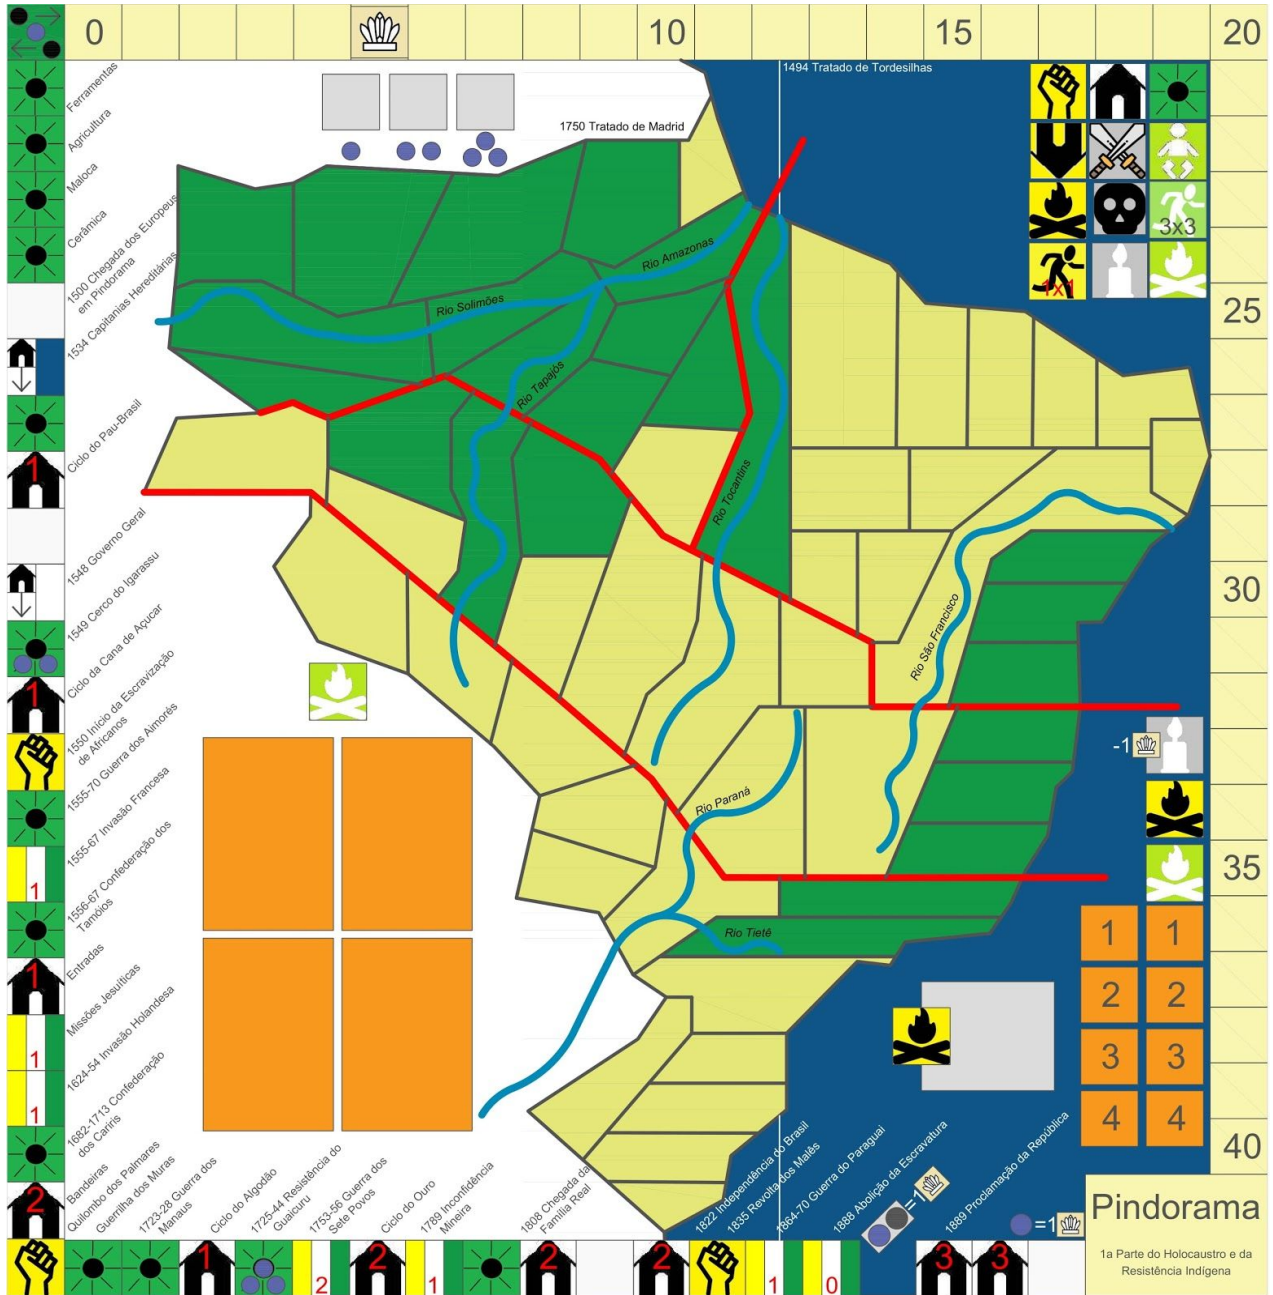 0
10
15
20
25
30
35
40
1494 Tratado de Tordesilhas
1750 Tratado de Madrid
3x3
1x1
Ferramentas
Agricultura
Maloca
Cerâmica
1500 Chegada dos Europeus
em Pindorama
1534 Capitanias Hereditárias
Ciclo do Pau-Brasil
1548 Governo Geral
1549 Cerco do Igarassu
Ciclo da Cana de Açucar
1550 Início da Escravização
de Africanos
1555-70 Guerra dos Aimorés
1555-67 Invasão Francesa
1556-67 Confederação dos
Tamóios
Entradas
Missões Jesuíticas
1624-54 Invasão Holandesa
1682-1713 Confederação
dos Cariris
Bandeiras
Quilombo dos Palmares
Guerrilha dos Muras
1723-28 Guerra dos
Manaus
Ciclo do Algodão
1725-44 Resistência do
Guaicuru
1753-56 Guerra dos
Sete Povos
Ciclo do Ouro
1789 Inconfidência
Mineira
1808 Chegada da
Família Real
1822 Independência do Brasil
1835 Revolta dos Malês
1864-70 Guerra do Paraguai
1888 Abolição da Escravatura
1889 Proclamação da República
Rio Solimões
Rio Amazonas
Rio Tapajós
Rio Tocantins
Rio São Francisco
Rio Paraná
Rio Tietê
-1
1 1
2 2
3 3
4 4
=1
=1
1
1
1
1
1
1
2
1
2
2
1
2
2
1
0
3
3
Pindorama
1a Parte do Holocaustro e da
Resistência Indígena